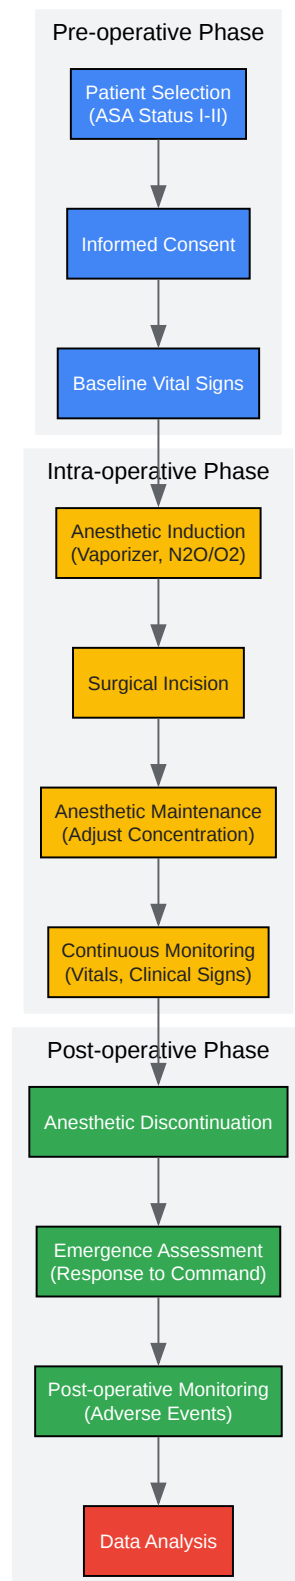 Pre-operative Phase
Patient Selection
(ASA Status I-II)
Informed Consent
Baseline Vital Signs
Intra-operative Phase
Anesthetic Induction
(Vaporizer, N2O/O2)
Surgical Incision
Anesthetic Maintenance
(Adjust Concentration)
Continuous Monitoring
(Vitals, Clinical Signs)
Post-operative Phase
Anesthetic Discontinuation
Emergence Assessment
(Response to Command)
Post-operative Monitoring
(Adverse Events)
Data Analysis